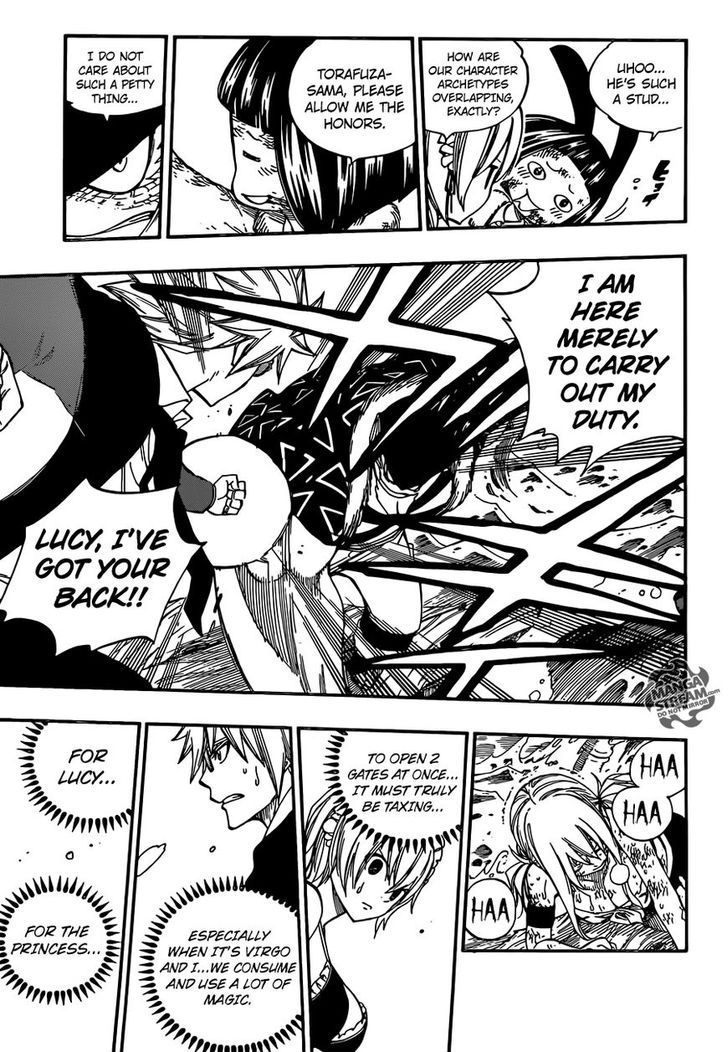 UHOO...
HE'S SUCH
A STUD...
HOW ARE
OUR CHARACTER
ARCHETYPES
OVERLAPPING,
EXACTLY?
TORAFUZA-
SAMA, PLEASE
ALLOW ME THE
HONORS.
I DO NOT
CARE ABOUT
SUCH A PETTY
THING...
I AM
HERE
MERELY
TO CARRY
OUT MY
DUTY.
LUCY, I'VE
GOT YOUR
BACK!!
MANGA
STREAM.com
DO NOT MIRROR
HAA
HAA
HAA
HAA
TO OPEN 2
GATES AT ONCE...
IT MUST TRULY
BE TAXING...
ESPECIALLY
WHEN IT'S VIRGO
AND I...WE CONSUME
AND USE A LOT OF
MAGIC.
FOR
LUCY...
FOR THE
PRINCESS...